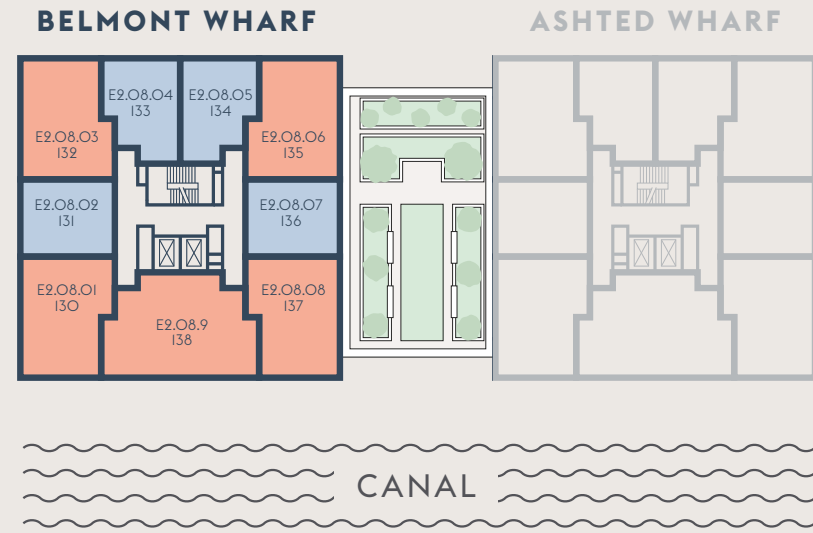 BELMONT WHARF
ASHTED WHARF
E2.08.04
133
E2.08.05
134
E2.08.03
132
E2.08.06
135
E2.08.02
131
E2.08.07
136
E2.08.01
130
E2.08.08
137
E2.08.9
138
CANAL